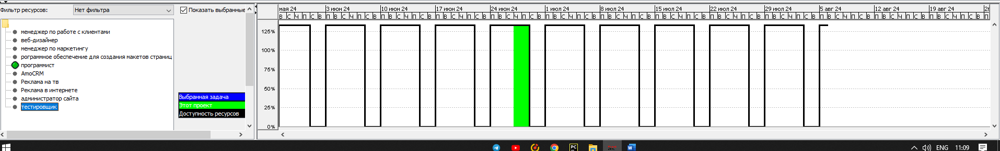 Фильтр ресурсов: Нет фильтра Показать выбранные
менеджер по работе с клиентами
веб-дизайнер
менеджер по маркетингу
рограммное обеспечение для создания макетов страниц
программист
AmoCRM
Реклама на тв
Реклама в интернете
администратор сайта
тестировщик
Выбранная задача
Этот проект
Доступность ресурсов
мая 24 3 июн 24 10 июн 24 17 июн 24 24 июн 24 1 июл 24 8 июл 24 15 июл 24 22 июл 24 29 июл 24 5 авг 24 12 авг 24 19 авг 24 26
В С Ч П С В П В С Ч П С В П В С Ч П С В П В С Ч П С В П В С Ч П С В П В С Ч П С В П В С Ч П С В П В С Ч П С В П В С Ч П С В П В С Ч П С В П В С Ч П С В П В С Ч П С В П В С Ч П С В П
125%
100%
75%
50%
25%
0%
PC W ENG 11:09